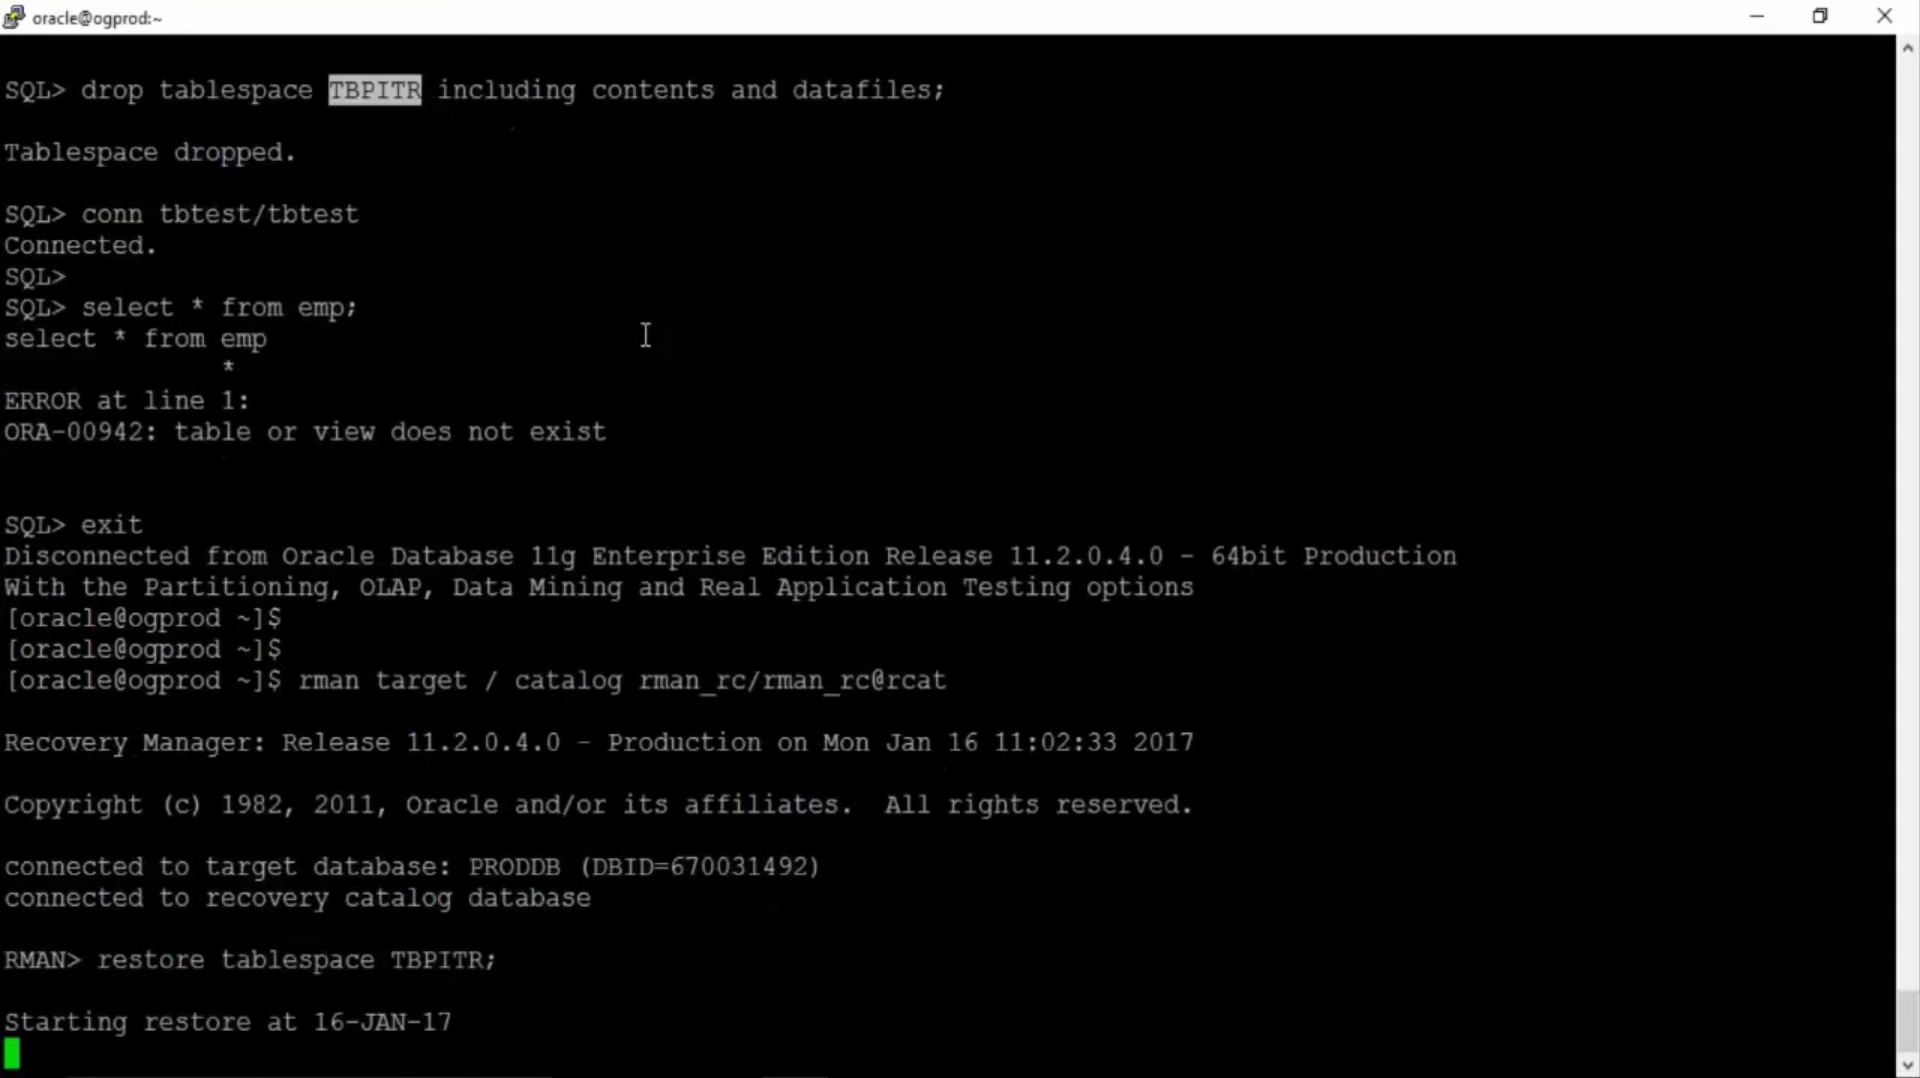 oracle@ogprod:~
SQL> drop tablespace TBPITR including contents and datafiles;
Tablespace dropped.
SQL> conn tbtest/tbtest
Connected.
SQL>
SQL> select * from emp;
select * from emp
*
ERROR at line 1:
ORA-00942: table or view does not exist
SQL> exit
Disconnected from Oracle Database 11g Enterprise Edition Release 11.2.0.4.0 - 64bit Production
With the Partitioning, OLAP, Data Mining and Real Application Testing options
[oracle@ogprod ~]$
[oracle@ogprod ~]$
[oracle@ogprod ~]$ rman target / catalog rman_rc/rman_rc@rcat
Recovery Manager: Release 11.2.0.4.0 - Production on Mon Jan 16 11:02:33 2017
Copyright (c) 1982, 2011, Oracle and/or its affiliates.  All rights reserved.
connected to target database: PRODDB (DBID=670031492)
connected to recovery catalog database
RMAN> restore tablespace TBPITR;
Starting restore at 16-JAN-17